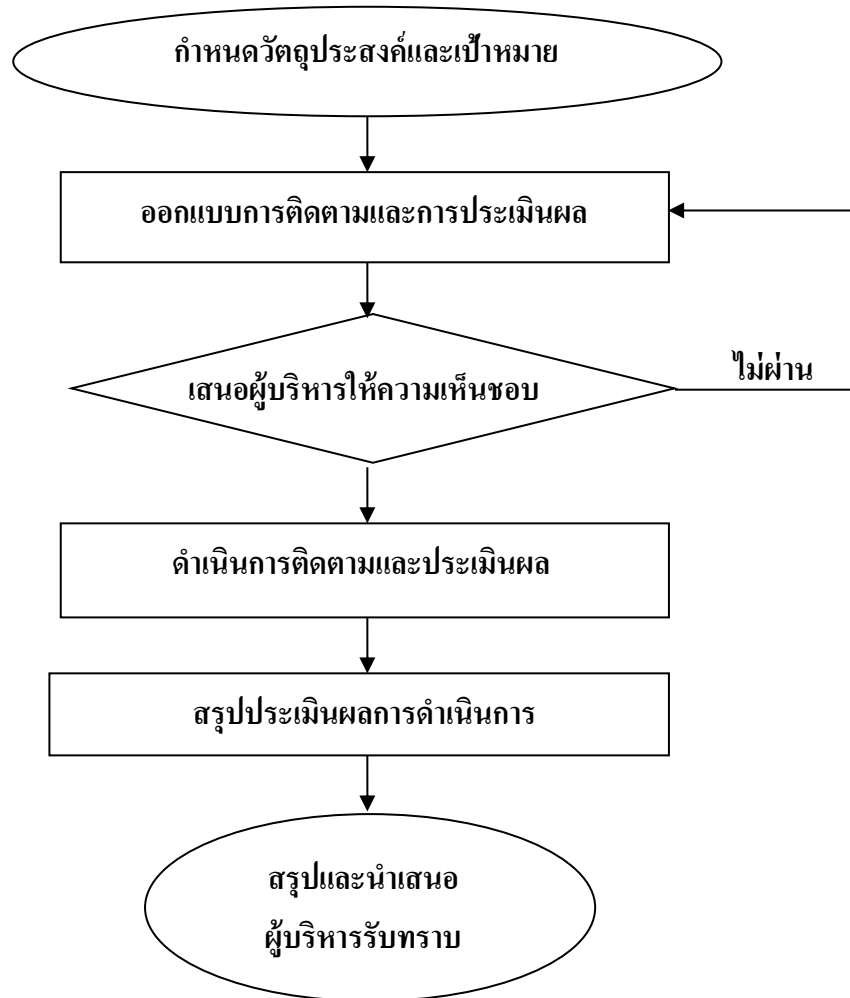 กำหนดวัตถุประสงค์และเป้าหมาย
ออกแบบการติดตามและการประเมินผล
เสนอผู้บริหารให้ความเห็นชอบ
ไม่ผ่าน
ดำเนินการติดตามและประเมินผล
สรุปประเมินผลการดำเนินการ
สรุปและนำเสนอ
ผู้บริหารรับทราบ